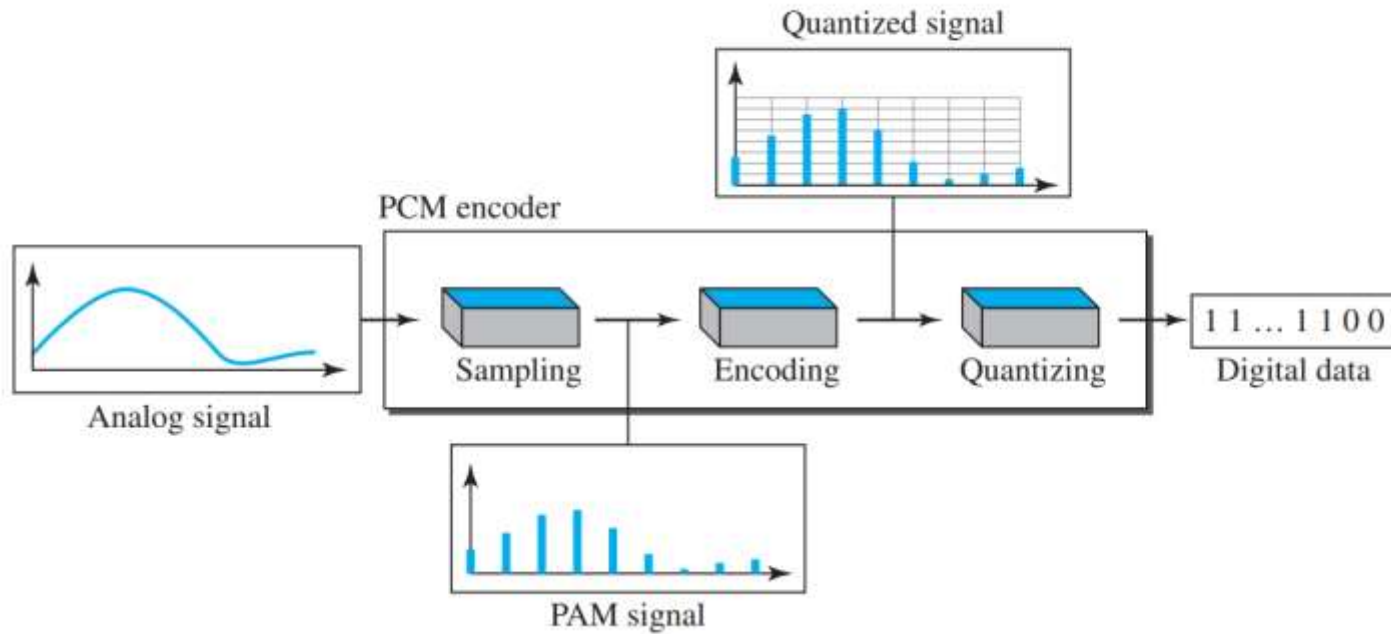 Quantized signal
PCM encoder
Sampling
Encoding
Quantizing
1 1 ... 1 1 0 0
Digital data
Analog signal
PAM signal